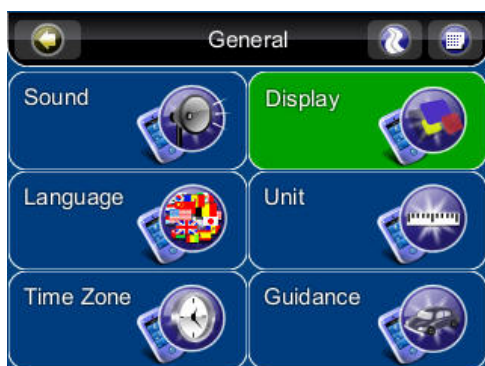 General
Sound
Display
Language
Unit
Time Zone
Guidance